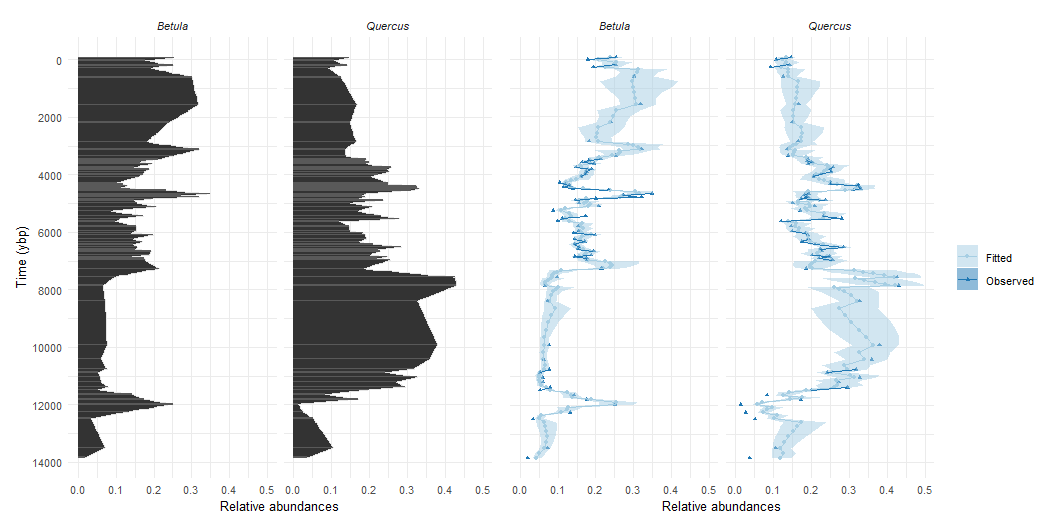 Betula Quercus Betula Quercus
Time (ybp)
0
2000
4000
6000
8000
10000
12000
14000
0.0 0.1 0.2 0.3 0.4 0.5 0.0 0.1 0.2 0.3 0.4 0.5 0.0 0.1 0.2 0.3 0.4 0.5 0.0 0.1 0.2 0.3 0.4 0.5
Relative abundances Relative abundances
Fitted
Observed